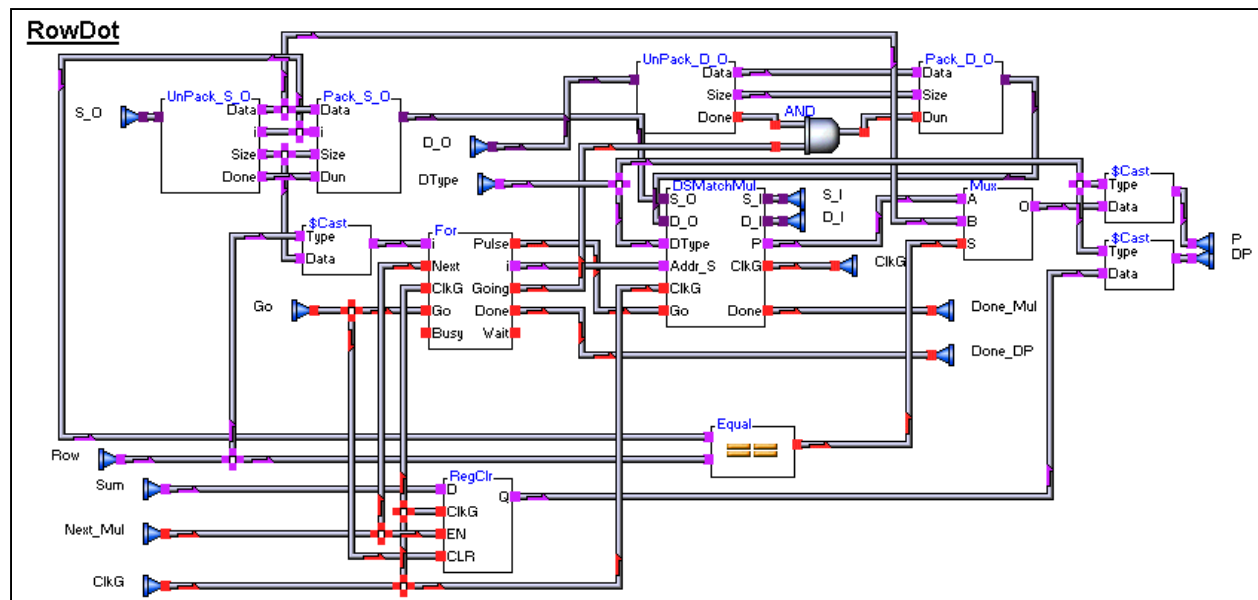 RowDot
UnPack_S_O
Data
i
Size
Done
Pack_S_O
Data
i
Size
Dun
S_O
UnPack_D_O
Data
Size
Done
Pack_D_O
Data
Size
Dun
AND
D_O
DType
DSMatchMul
S_O
D_O
DType
Addr_S
ClkG
Go
S_I
D_I
P
ClkG
Done
S_I
D_I
ClkG
Mux
A
B
S
O
$Cast
Type
Data
$Cast
Type
Data
P
DP
$Cast
Type
Data
For
i
Next
ClkG
Go
Busy
Pulse
i
Going
Done
Wait
Go
Done_Mul
Done_DP
Equal
Row
Sum
Next_Mul
ClkG
RegClr
D
ClkG
EN
CLR
Q